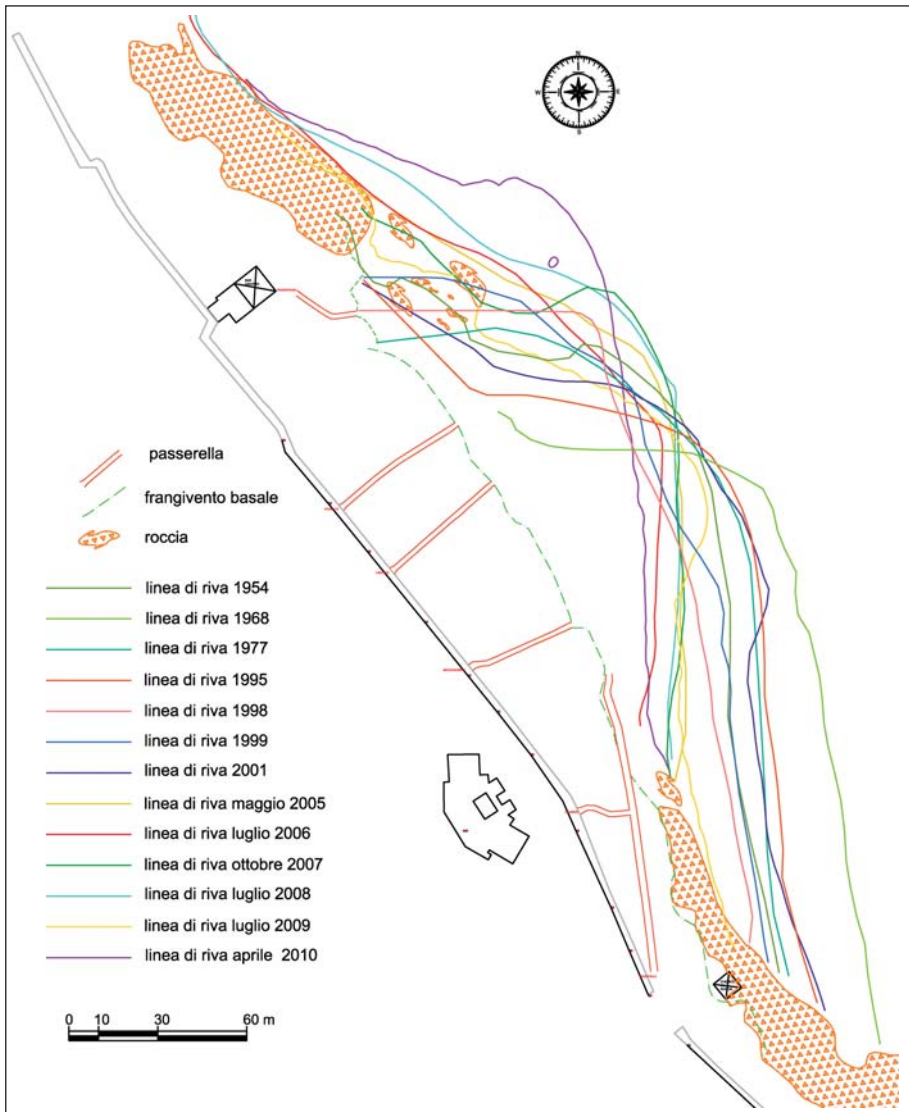 N
W
E
S
passerella
frangivento basale
roccia
linea di riva 1954
linea di riva 1968
linea di riva 1977
linea di riva 1995
linea di riva 1998
linea di riva 1999
linea di riva 2001
linea di riva maggio 2005
linea di riva luglio 2006
linea di riva ottobre 2007
linea di riva luglio 2008
linea di riva luglio 2009
linea di riva aprile 2010
0 10 30 60 m